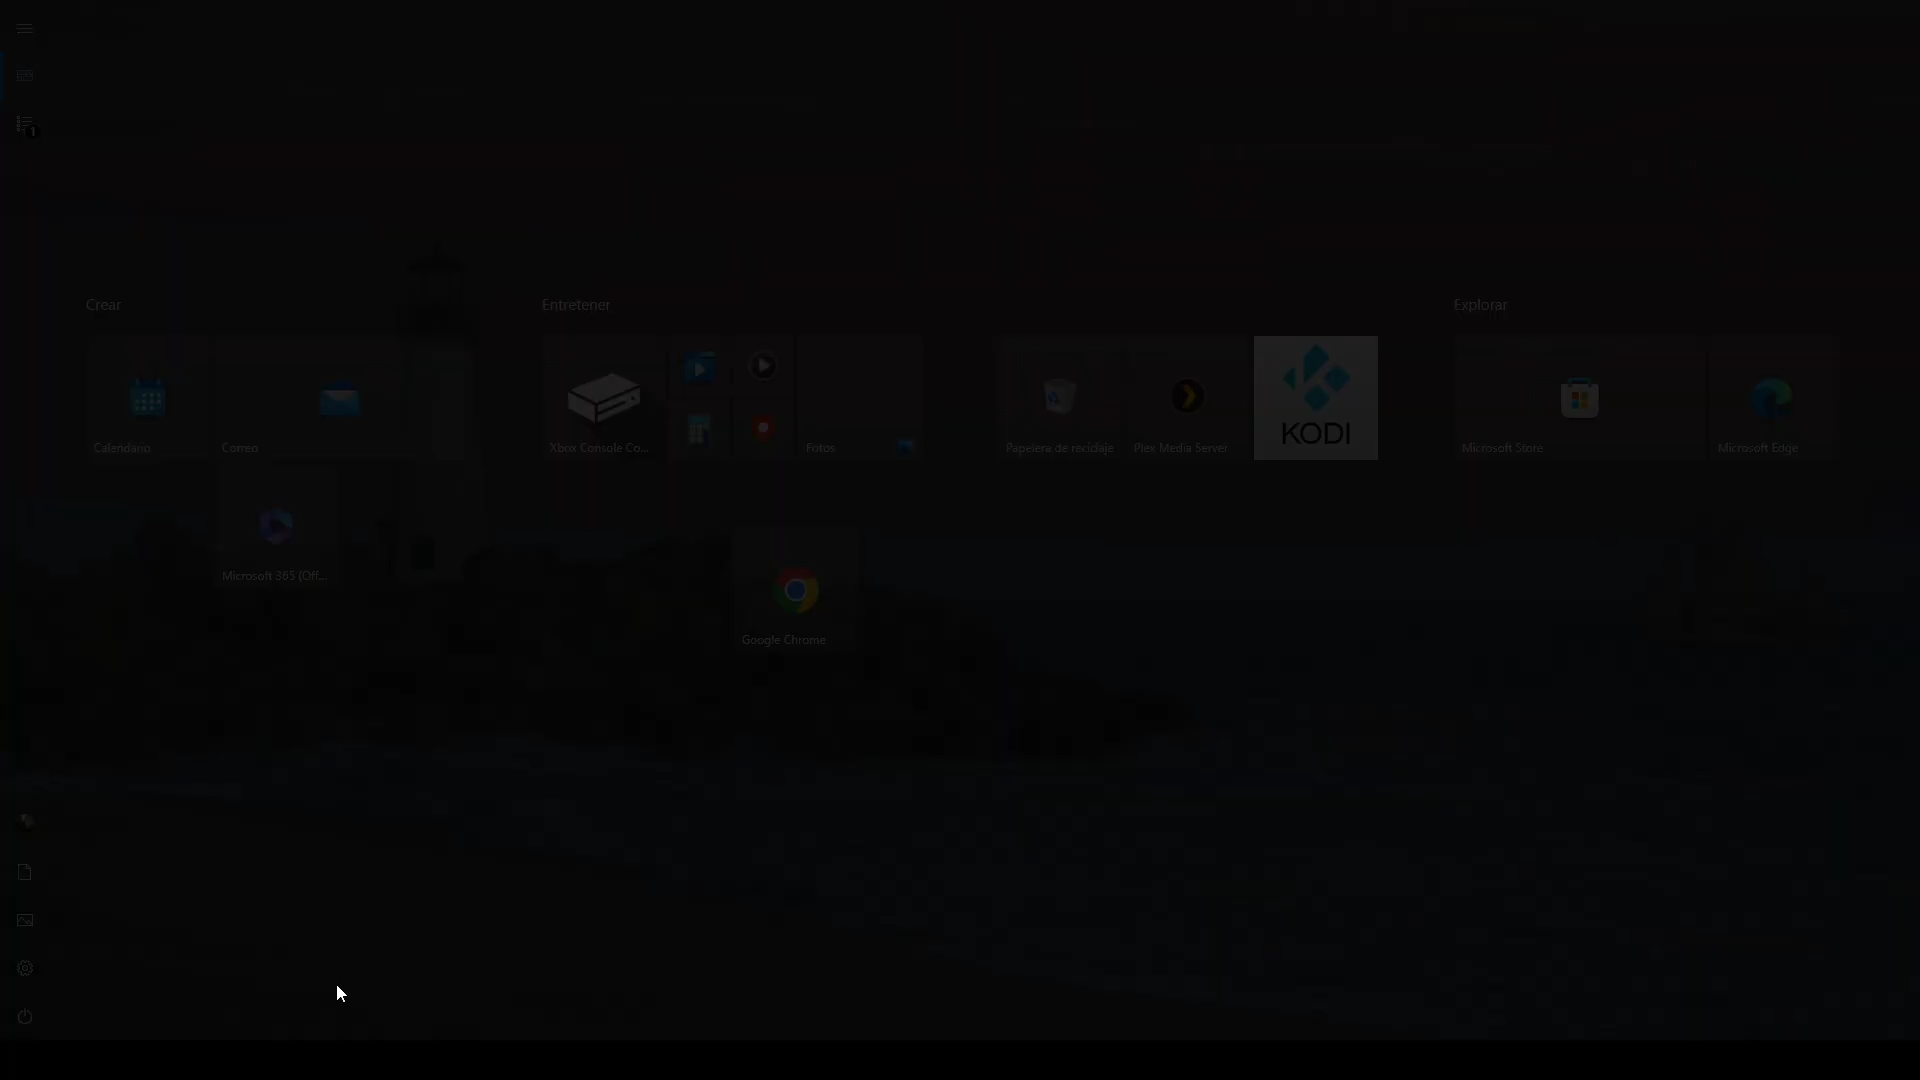 1
Crear
Entretener
Explorar
Calendario
Correo
Xbox Console Co...
Fotos
Papelera de reciclaje
Plex Media Server
KODI
Microsoft Store
Microsoft Edge
Microsoft 365 (Off...
Google Chrome